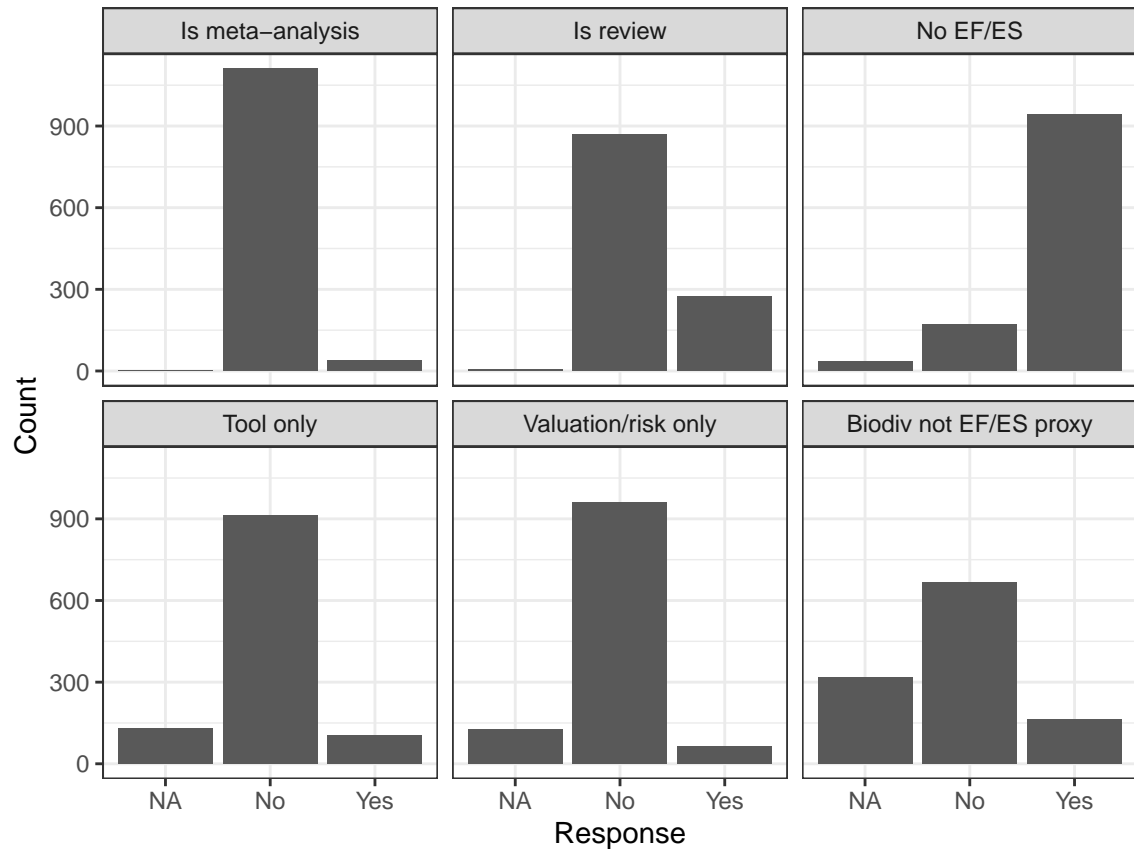 Is meta−analysis Is review No EF/ES
900
600
300
0
Count
Tool only Valuation/risk only Biodiv not EF/ES proxy
900
600
300
0
NA No Yes NA No Yes NA No Yes
Response